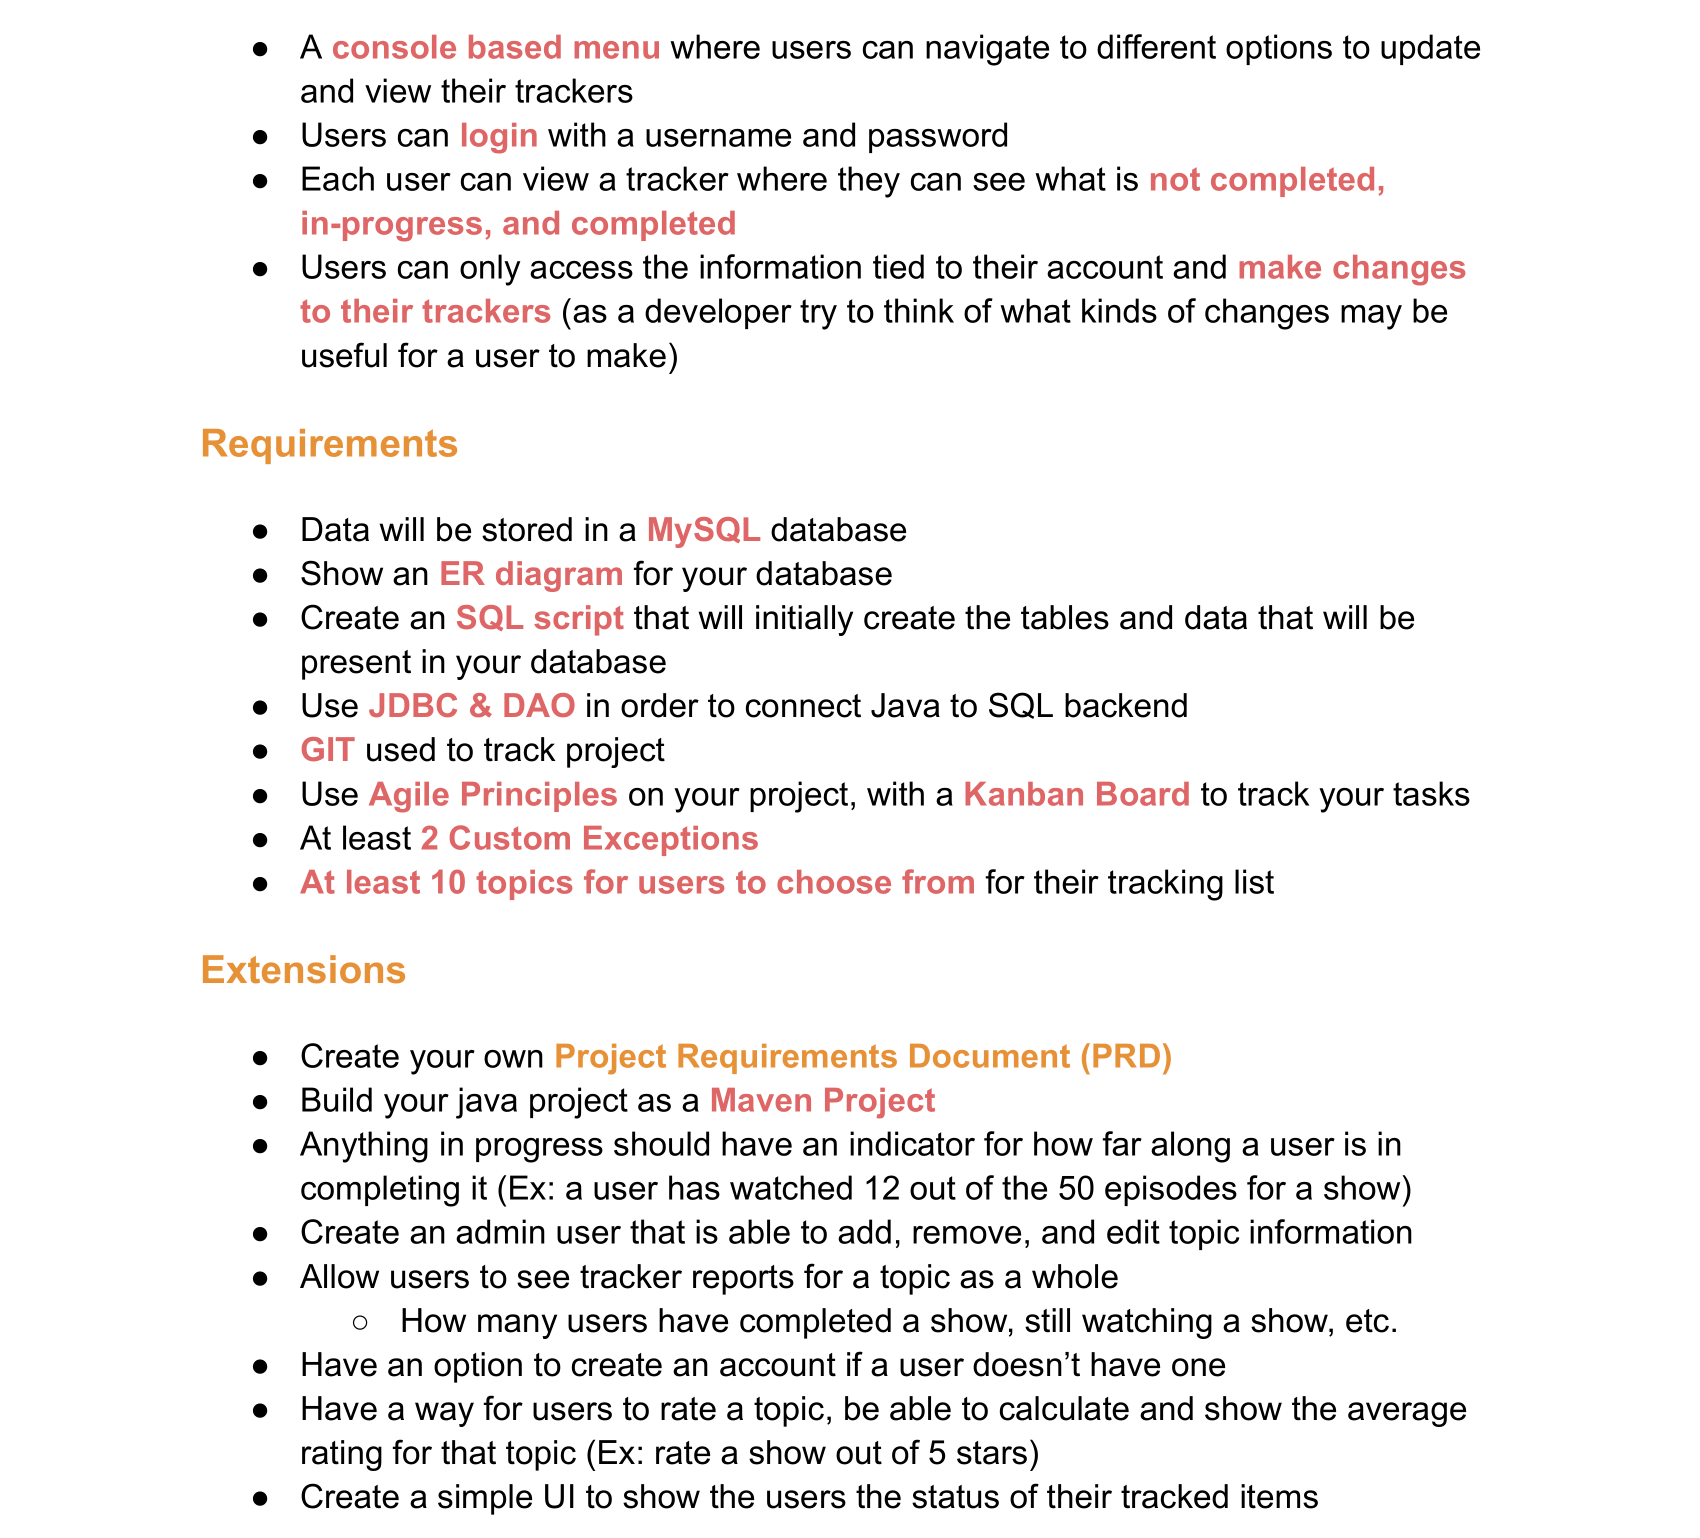 ● A console based menu where users can navigate to different options to update
and view their trackers
● Users can login with a username and password
● Each user can view a tracker where they can see what is not completed,
in-progress, and completed
● Users can only access the information tied to their account and make changes
to their trackers (as a developer try to think of what kinds of changes may be
useful for a user to make)
Requirements
● Data will be stored in a MySQL database
● Show an ER diagram for your database
● Create an SQL script that will initially create the tables and data that will be
present in your database
● Use JDBC & DAO in order to connect Java to SQL backend
● GIT used to track project
● Use Agile Principles on your project, with a Kanban Board to track your tasks
● At least 2 Custom Exceptions
● At least 10 topics for users to choose from for their tracking list
Extensions
● Create your own Project Requirements Document (PRD)
● Build your java project as a Maven Project
● Anything in progress should have an indicator for how far along a user is in
completing it (Ex: a user has watched 12 out of the 50 episodes for a show)
● Create an admin user that is able to add, remove, and edit topic information
● Allow users to see tracker reports for a topic as a whole
○ How many users have completed a show, still watching a show, etc.
● Have an option to create an account if a user doesn’t have one
● Have a way for users to rate a topic, be able to calculate and show the average
rating for that topic (Ex: rate a show out of 5 stars)
● Create a simple UI to show the users the status of their tracked items